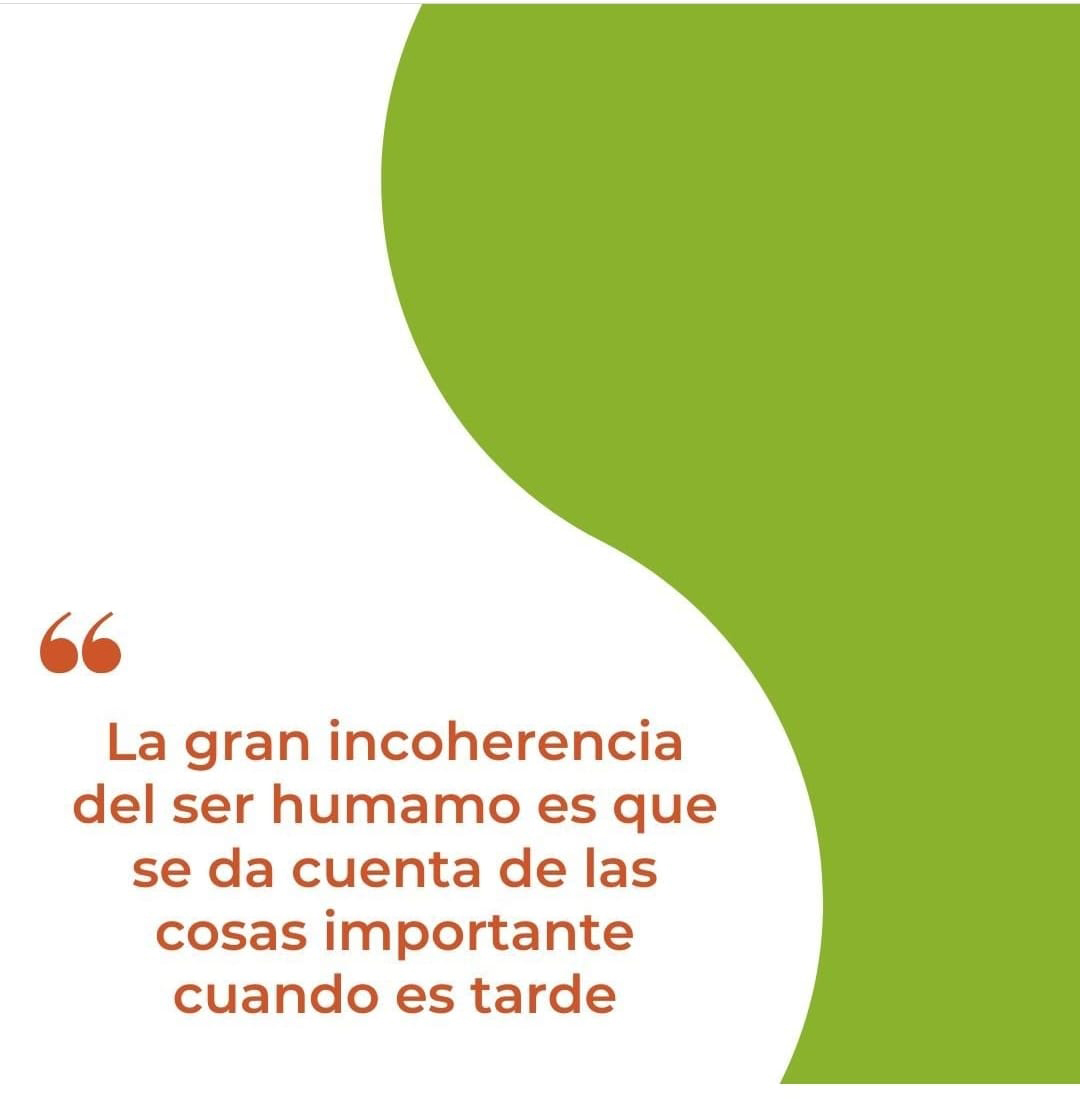 “
La gran incoherencia
del ser humamo es que
se da cuenta de las
cosas importante
cuando es tarde